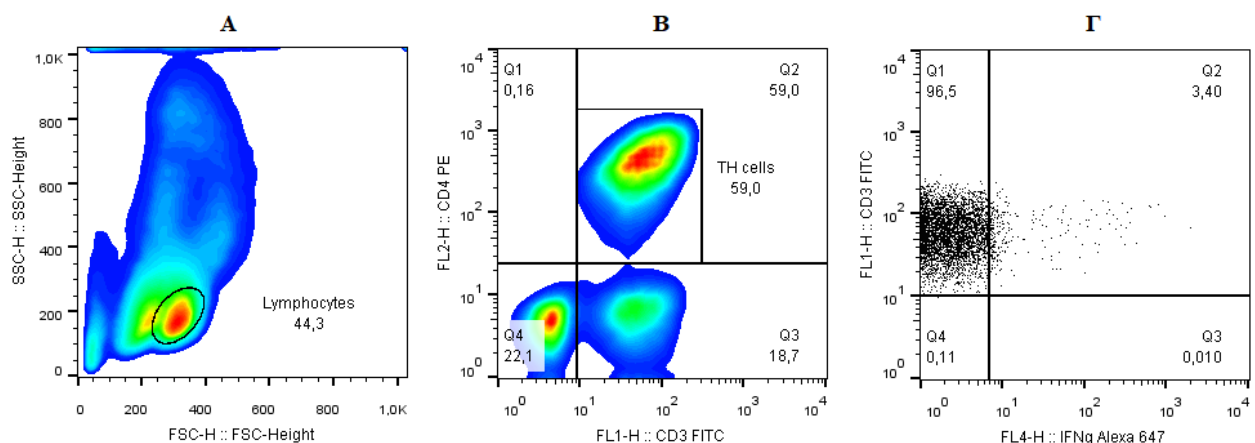 А
1,0K
800
600
400
200
0
SSC-H :: SSC-Height
Lymphocytes
44,3
0 200 400 600 800 1,0K
FSC-H :: FSC-Height
В
10^4
10^3
10^2
10^1
10^0
FL2-H :: CD4 PE
Q1
0,16
Q2
59,0
TH cells
59,0
Q4
22,1
Q3
18,7
10^0 10^1 10^2 10^3 10^4
FL1-H :: CD3 FITC
Г
10^4
10^3
10^2
10^1
10^0
FL1-H :: CD3 FITC
Q1
96,5
Q2
3,40
Q4
0,11
Q3
0,010
10^0 10^1 10^2 10^3 10^4
FL4-H :: IFNg Alexa 647